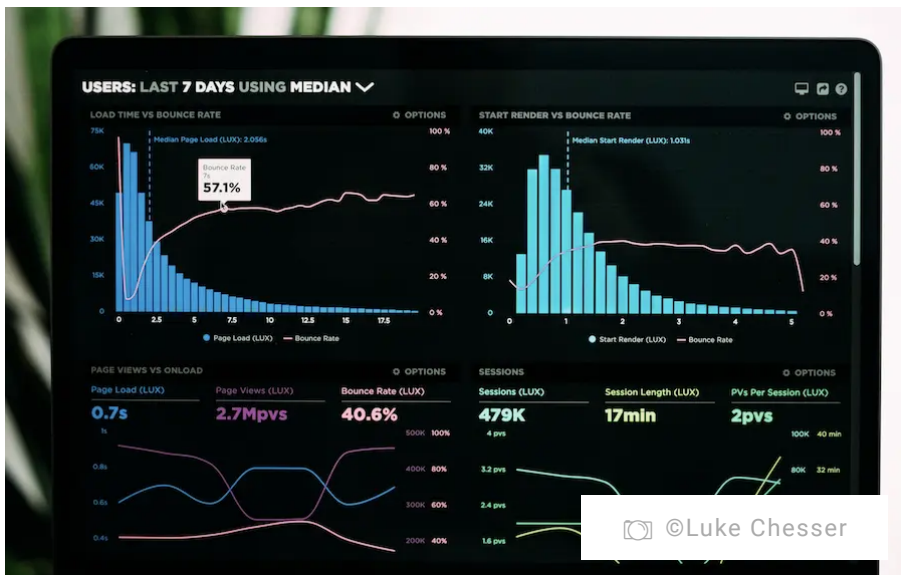 USERS: LAST 7 DAYS USING MEDIAN
LOAD TIME VS BOUNCE RATE
OPTIONS
75K
60K
45K
30K
15K
0
Median Page Load (LUX): 2.056s
Bounce Rate
7s
57.1%
100 %
80 %
60 %
40 %
20 %
0 %
0 2.5 5 7.5 10 12.5 15 17.5
Page Load (LUX) Bounce Rate
START RENDER VS BOUNCE RATE
OPTIONS
40K
32K
24K
16K
8K
0
Median Start Render (LUX): 1.031s
100 %
80 %
60 %
40 %
20 %
0 %
0 1 2 3 4 5
Start Render (LUX) Bounce Rate
PAGE VIEWS VS ONLOAD
OPTIONS
Page Load (LUX) Page Views (LUX) Bounce Rate (LUX)
0.7s 2.7Mpvs 40.6%
1s
0.8s
0.6s
0.4s
500K 100%
400K 80%
300K 60%
200K 40%
SESSIONS
OPTIONS
Sessions (LUX) Session Length (LUX) PVs Per Session (LUX)
479K 17min 2pvs
4 pvs
3.2 pvs
2.4 pvs
1.6 pvs
100K 40 min
80K 32 min
©Luke Chesser